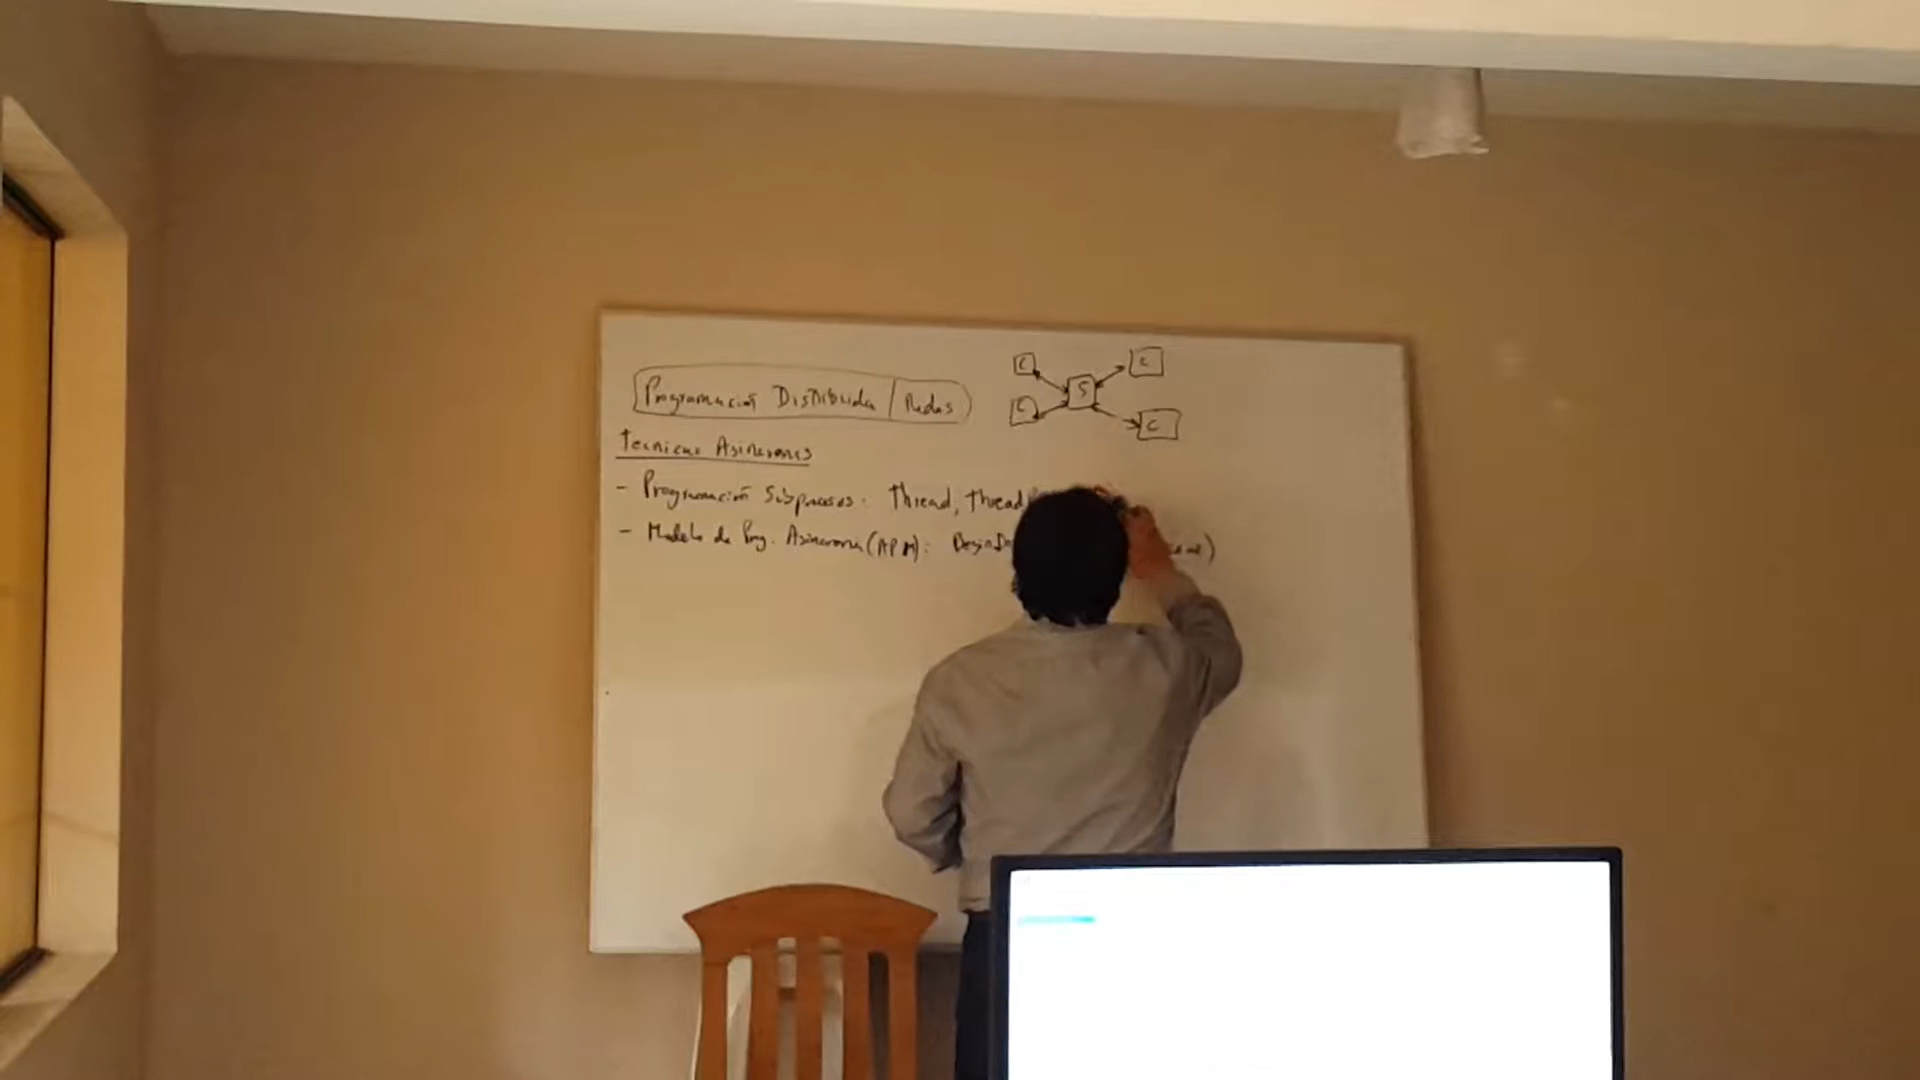 Programación Distribuida | Redes
C C
S
C C
Tecnicas Asincronas
- Programación Subprocesos: Thread, Thread
- Modelo de Prog. Asincrona (APM):